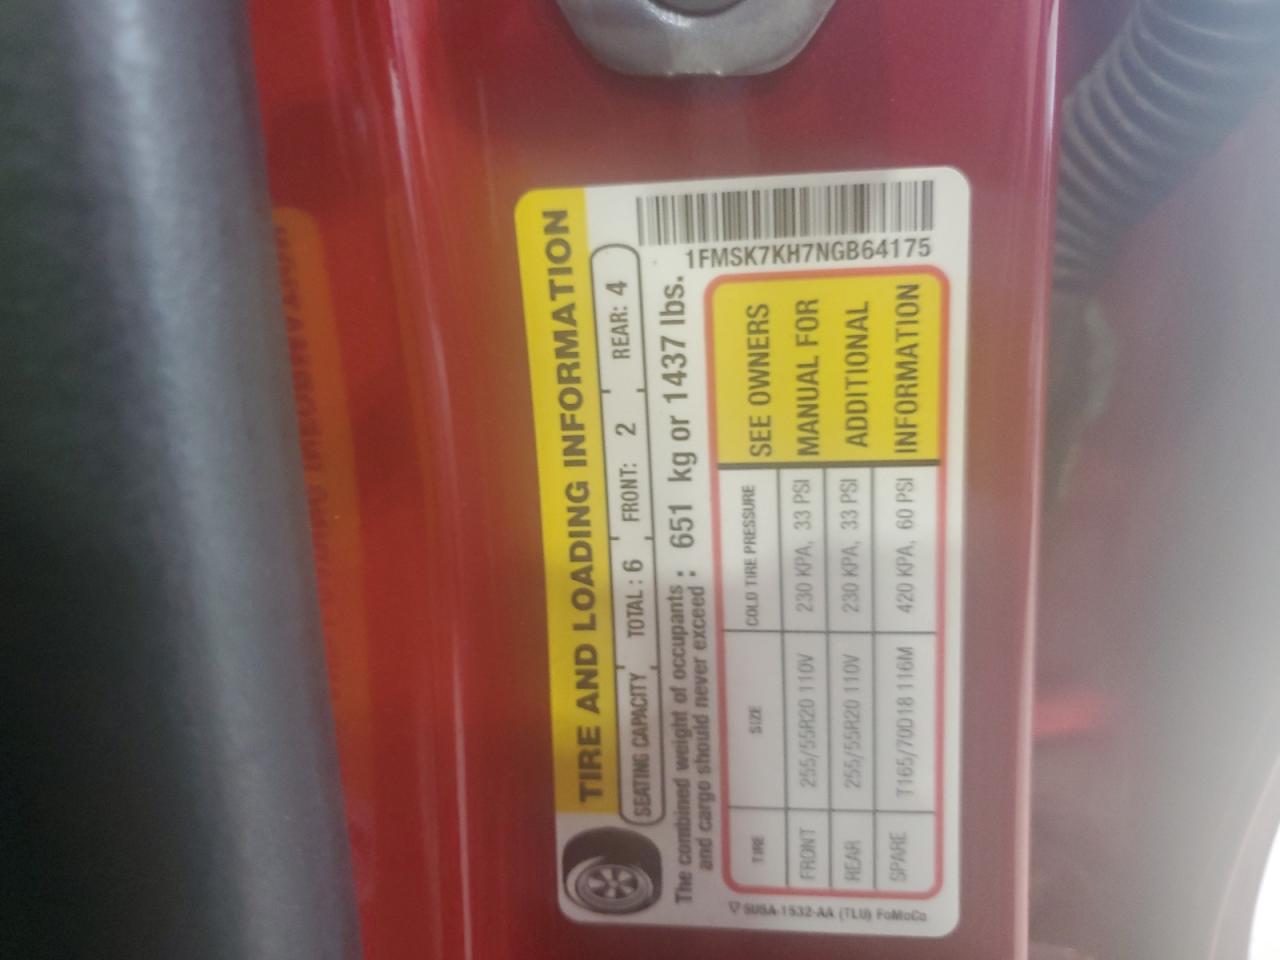 TIRE AND LOADING INFORMATION
SEATING CAPACITY TOTAL : 6 FRONT: 2 REAR: 4
The combined weight of occupants
and cargo should never exceed : 651 kg or 1437 lbs.
1FMSK7KH7NGB64175
TIRE SIZE COLD TIRE PRESSURE
FRONT 255/55R20 110V 230 KPA, 33 PSI
REAR 255/55R20 110V 230 KPA, 33 PSI
SPARE T165/70D18 116M 420 KPA, 60 PSI
SEE OWNERS
MANUAL FOR
ADDITIONAL
INFORMATION
SU5A-1532-AA (TLU) FoMoCo